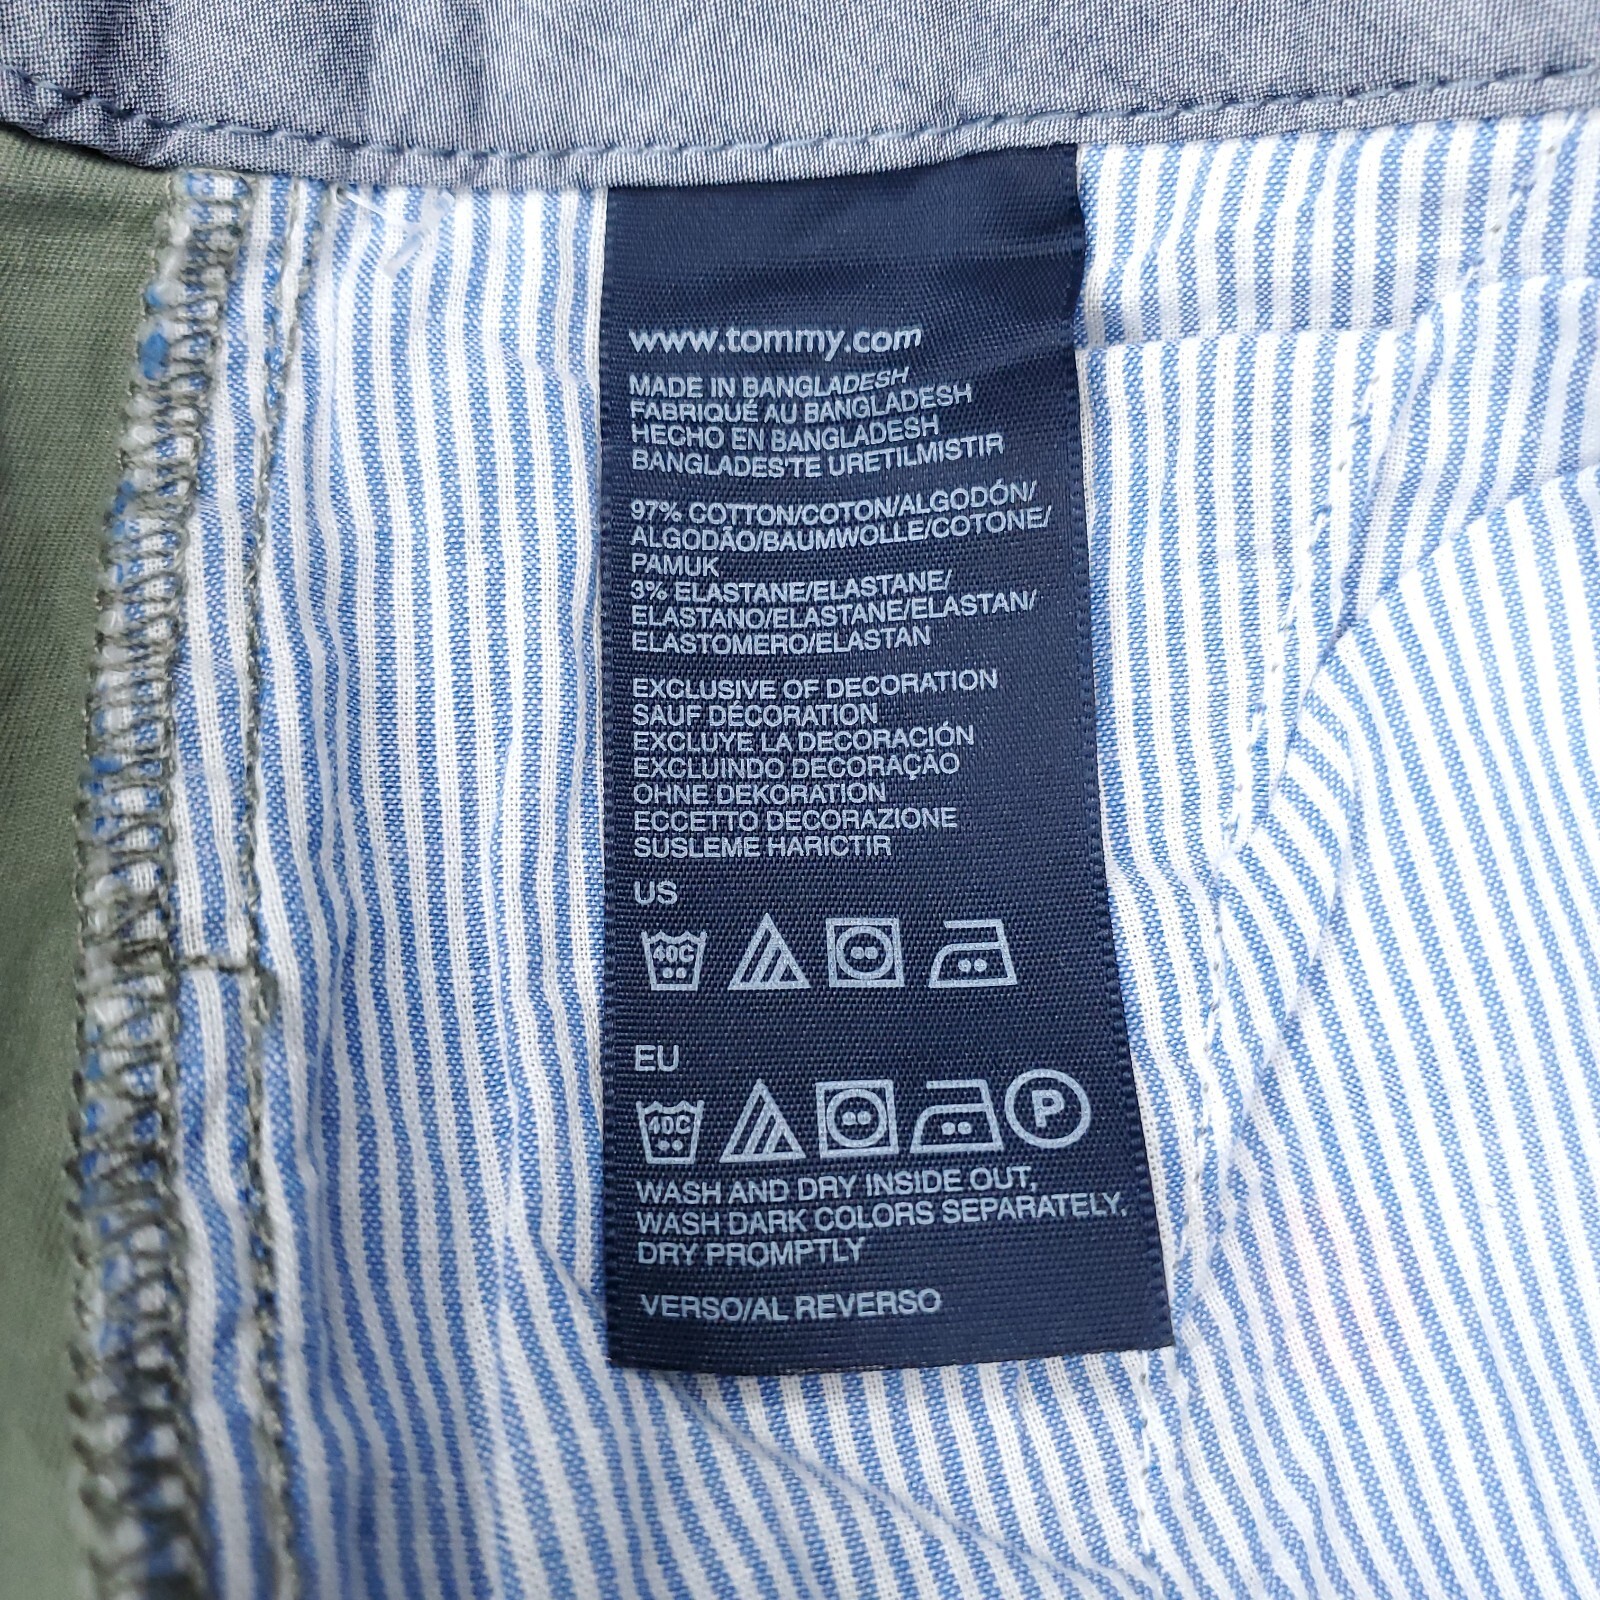 www.tommy.com
MADE IN BANGLADESH
FABRIQUÉ AU BANGLADESH
HECHO EN BANGLADESH
BANGLADES'TE URETILMISTIR
97% COTTON/COTON/ALGODÓN/
ALGODÃO/BAUMWOLLE/COTONE/
PAMUK
3% ELASTANE/ELASTANE/
ELASTANO/ELASTANE/ELASTAN/
ELASTOMERO/ELASTAN
EXCLUSIVE OF DECORATION
SAUF DÉCORATION
EXCLUYE LA DECORACIÓN
EXCLUINDO DECORAÇÃO
OHNE DEKORATION
ECCETTO DECORAZIONE
SUSLEME HARICTIR
US
40C
EU
40C P
WASH AND DRY INSIDE OUT,
WASH DARK COLORS SEPARATELY,
DRY PROMPTLY
VERSO/AL REVERSO